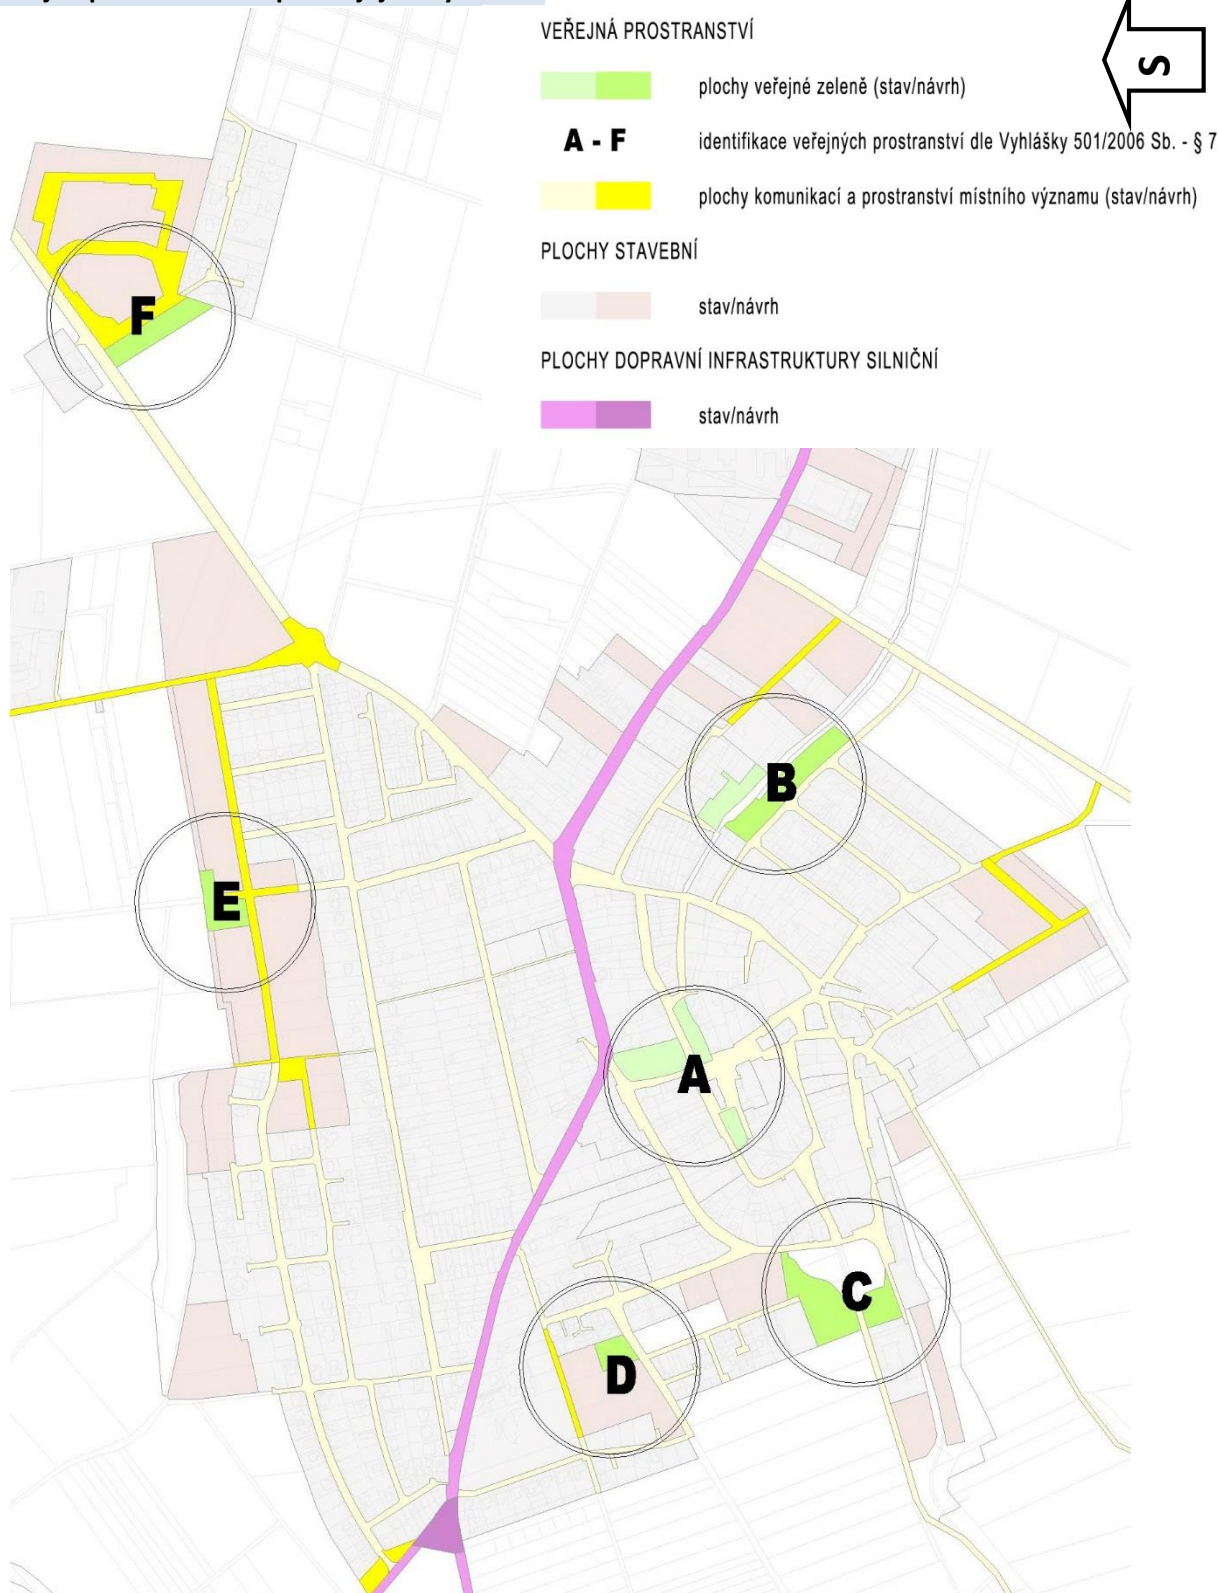 VEŘEJNÁ PROSTRANSTVÍ
S
plochy veřejné zeleně (stav/návrh)
A - F identifikace veřejných prostranství dle Vyhlášky 501/2006 Sb. - § 7
plochy komunikací a prostranství místního významu (stav/návrh)
PLOCHY STAVEBNÍ
stav/návrh
PLOCHY DOPRAVNÍ INFRASTRUKTURY SILNIČNÍ
stav/návrh
F
B
E
A
C
D